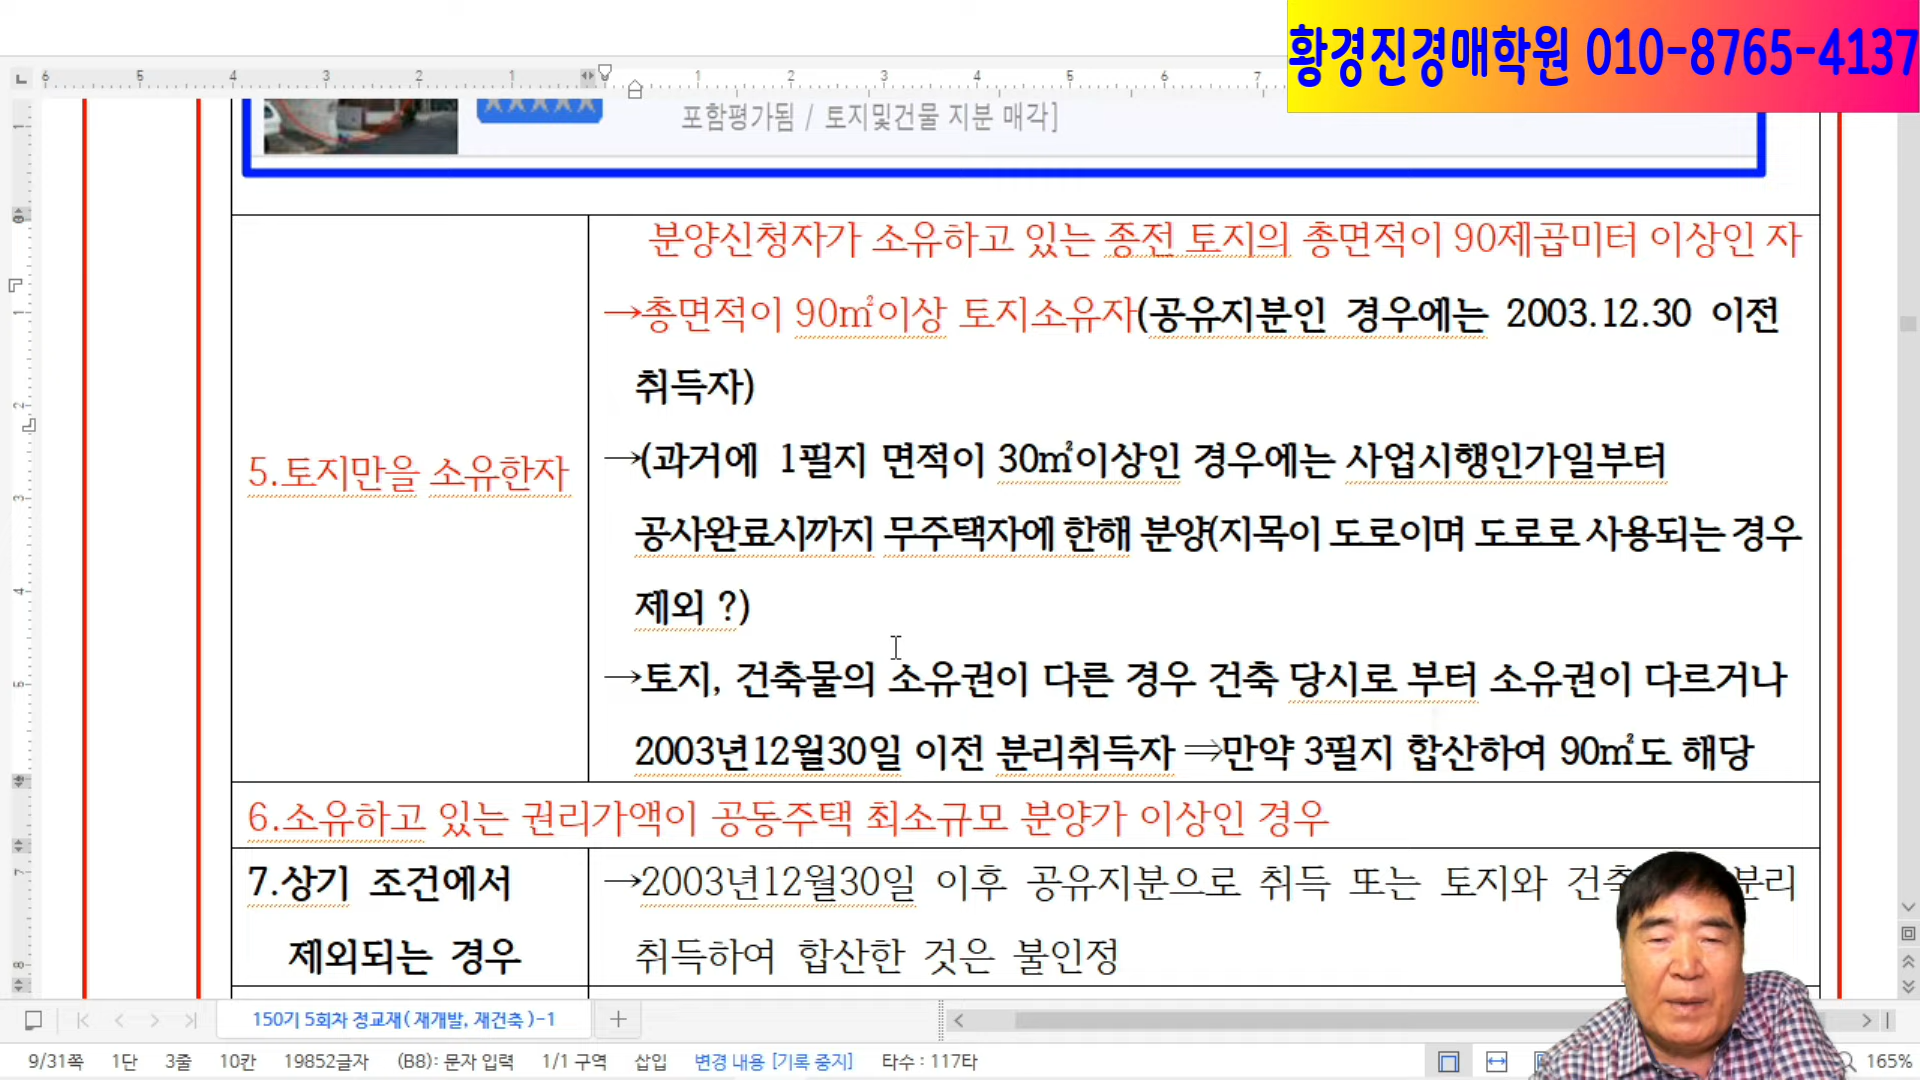 황경진경매학원 010-8765-4137
6 5 4 3 2 1 1 2 3 4 5 6 7
포함평가됨 / 토지및건물 지분 매각]
5.토지만을 소유한자
분양신청자가 소유하고 있는 종전 토지의 총면적이 90제곱미터 이상인 자
→총면적이 90㎡이상 토지소유자(공유지분인 경우에는 2003.12.30 이전
취득자)
→(과거에 1필지 면적이 30㎡이상인 경우에는 사업시행인가일부터
공사완료시까지 무주택자에 한해 분양(지목이 도로이며 도로로 사용되는 경우
제외 ?)
→토지, 건축물의 소유권이 다른 경우 건축 당시로 부터 소유권이 다르거나
2003년12월30일 이전 분리취득자 ⇒만약 3필지 합산하여 90㎡도 해당
6.소유하고 있는 권리가액이 공동주택 최소규모 분양가 이상인 경우
7.상기 조건에서
제외되는 경우
→2003년12월30일 이후 공유지분으로 취득 또는 토지와 분리
취득하여 합산한 것은 불인정
150기 5회차 정교재(재개발, 재건축)-1
9/31쪽 1단 3줄 10칸 19852글자 (B8): 문자 입력 1/1 구역 삽입 변경 내용 [기록 중지] 타수 : 117타 165%